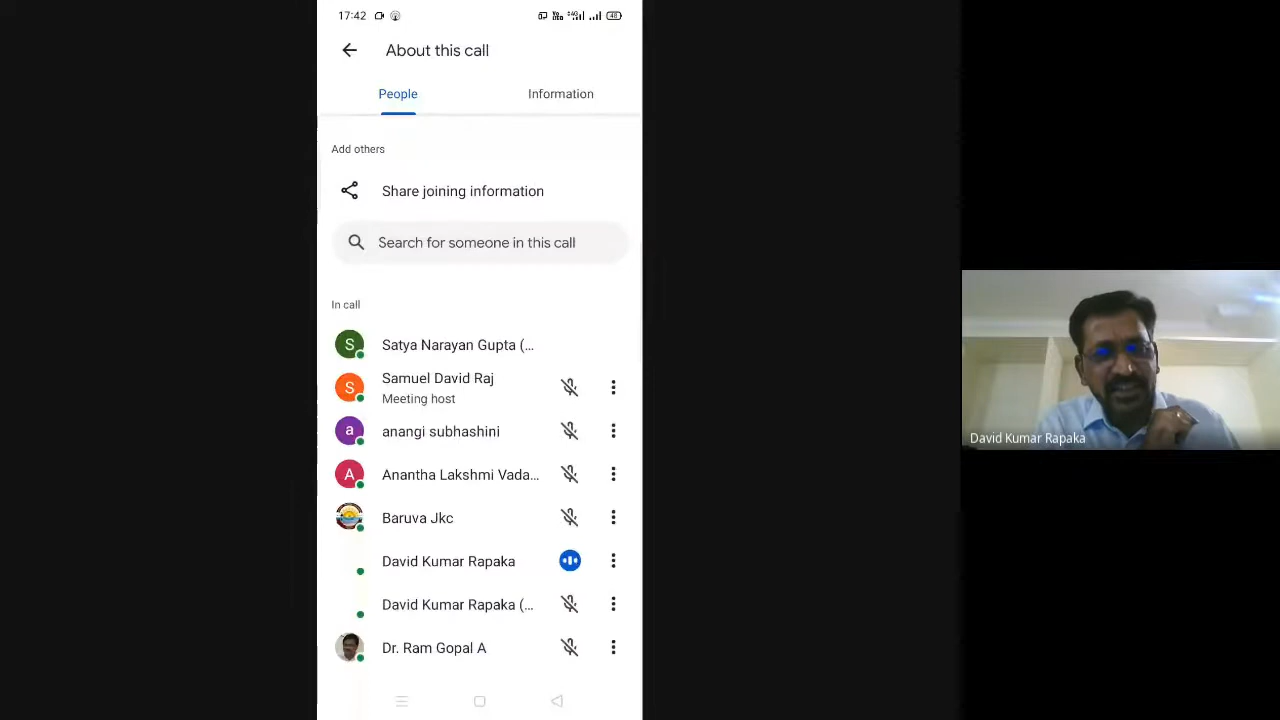 17:42
About this call
People
Information
Add others
Share joining information
Search for someone in this call
In call
S
Satya Narayan Gupta (...
S
Samuel David Raj
Meeting host
a
anangi subhashini
A
Anantha Lakshmi Vada...
Baruva Jkc
David Kumar Rapaka
David Kumar Rapaka (...
Dr. Ram Gopal A
David Kumar Rapaka